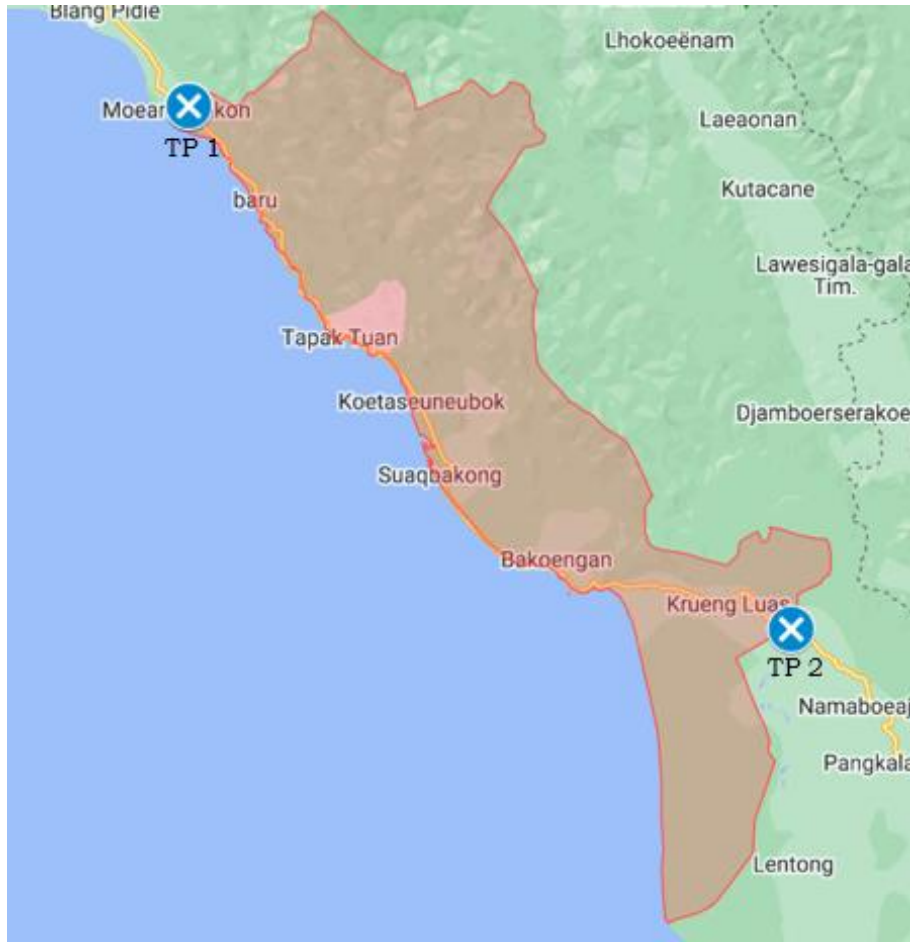 Blang Pidie
Lhokoeënam
Moear kon
TP 1
Laeaonan
baru
Kutacane
Lawesigala-gala
Tim.
Tapak Tuan
Koetaseuneubok
Djamboerserakoe
Suaqbakong
Bakoengan
Krueng Luas
TP 2
Namaboeaj
Pangkala
Lentong